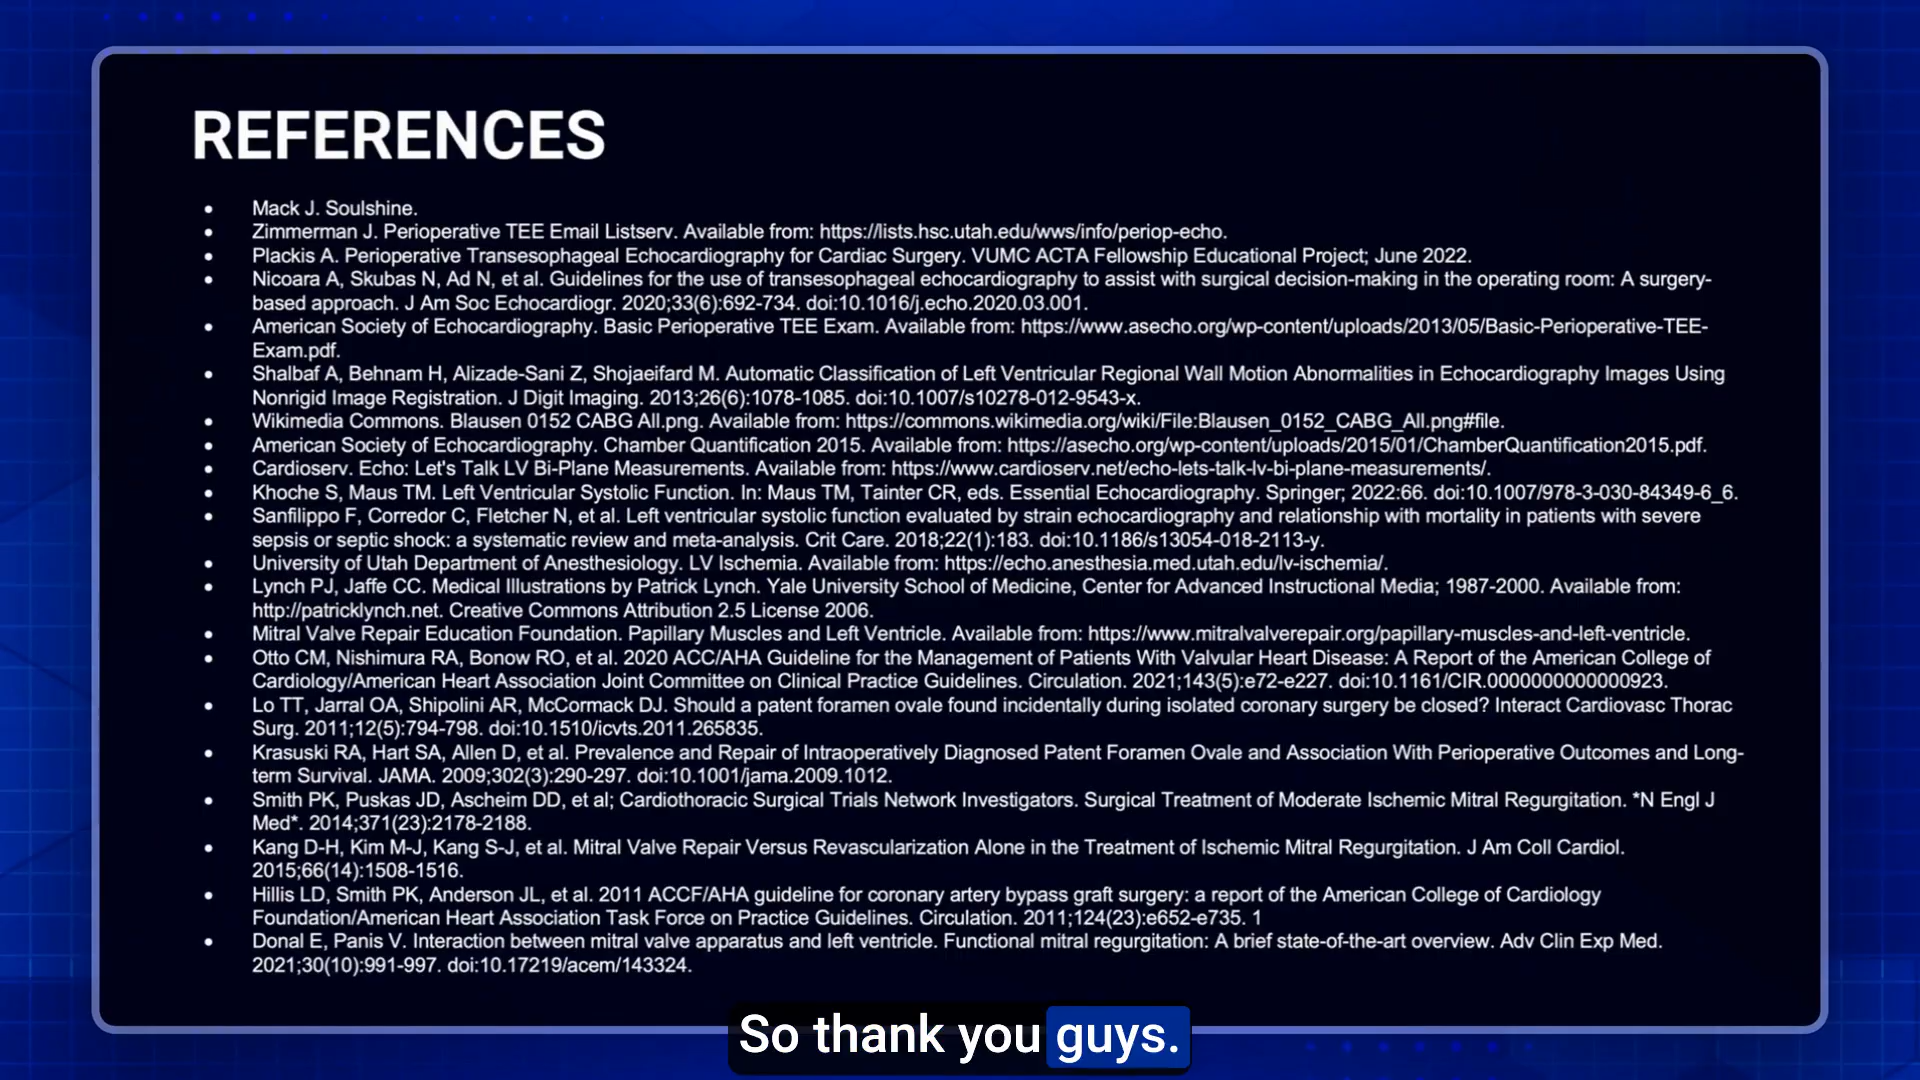 REFERENCES
• Mack J. Soulshine.
• Zimmerman J. Perioperative TEE Email Listserv. Available from: https://lists.hsc.utah.edu/wws/info/periop-echo.
• Plackis A. Perioperative Transesophageal Echocardiography for Cardiac Surgery. VUMC ACTA Fellowship Educational Project; June 2022.
• Nicoara A, Skubas N, Ad N, et al. Guidelines for the use of transesophageal echocardiography to assist with surgical decision-making in the operating room: A surgery-
based approach. J Am Soc Echocardiogr. 2020;33(6):692-734. doi:10.1016/j.echo.2020.03.001.
• American Society of Echocardiography. Basic Perioperative TEE Exam. Available from: https://www.asecho.org/wp-content/uploads/2013/05/Basic-Perioperative-TEE-
Exam.pdf.
• Shalbaf A, Behnam H, Alizade-Sani Z, Shojaeifard M. Automatic Classification of Left Ventricular Regional Wall Motion Abnormalities in Echocardiography Images Using
Nonrigid Image Registration. J Digit Imaging. 2013;26(6):1078-1085. doi:10.1007/s10278-012-9543-x.
• Wikimedia Commons. Blausen 0152 CABG All.png. Available from: https://commons.wikimedia.org/wiki/File:Blausen_0152_CABG_All.png#file.
• American Society of Echocardiography. Chamber Quantification 2015. Available from: https://asecho.org/wp-content/uploads/2015/01/ChamberQuantification2015.pdf.
• Cardioserv. Echo: Let's Talk LV Bi-Plane Measurements. Available from: https://www.cardioserv.net/echo-lets-talk-lv-bi-plane-measurements/.
• Khoche S, Maus TM. Left Ventricular Systolic Function. In: Maus TM, Tainter CR, eds. Essential Echocardiography. Springer; 2022:66. doi:10.1007/978-3-030-84349-6_6.
• Sanfilippo F, Corredor C, Fletcher N, et al. Left ventricular systolic function evaluated by strain echocardiography and relationship with mortality in patients with severe
sepsis or septic shock: a systematic review and meta-analysis. Crit Care. 2018;22(1):183. doi:10.1186/s13054-018-2113-y.
• University of Utah Department of Anesthesiology. LV Ischemia. Available from: https://echo.anesthesia.med.utah.edu/lv-ischemia/.
• Lynch PJ, Jaffe CC. Medical Illustrations by Patrick Lynch. Yale University School of Medicine, Center for Advanced Instructional Media; 1987-2000. Available from:
http://patricklynch.net. Creative Commons Attribution 2.5 License 2006.
• Mitral Valve Repair Education Foundation. Papillary Muscles and Left Ventricle. Available from: https://www.mitralvalverepair.org/papillary-muscles-and-left-ventricle.
• Otto CM, Nishimura RA, Bonow RO, et al. 2020 ACC/AHA Guideline for the Management of Patients With Valvular Heart Disease: A Report of the American College of
Cardiology/American Heart Association Joint Committee on Clinical Practice Guidelines. Circulation. 2021;143(5):e72-e227. doi:10.1161/CIR.0000000000000923.
• Lo TT, Jarral OA, Shipolini AR, McCormack DJ. Should a patent foramen ovale found incidentally during isolated coronary surgery be closed? Interact Cardiovasc Thorac
Surg. 2011;12(5):794-798. doi:10.1510/icvts.2011.265835.
• Krasuski RA, Hart SA, Allen D, et al. Prevalence and Repair of Intraoperatively Diagnosed Patent Foramen Ovale and Association With Perioperative Outcomes and Long-
term Survival. JAMA. 2009;302(3):290-297. doi:10.1001/jama.2009.1012.
• Smith PK, Puskas JD, Ascheim DD, et al; Cardiothoracic Surgical Trials Network Investigators. Surgical Treatment of Moderate Ischemic Mitral Regurgitation. *N Engl J
Med*. 2014;371(23):2178-2188.
• Kang D-H, Kim M-J, Kang S-J, et al. Mitral Valve Repair Versus Revascularization Alone in the Treatment of Ischemic Mitral Regurgitation. J Am Coll Cardiol.
2015;66(14):1508-1516.
• Hillis LD, Smith PK, Anderson JL, et al. 2011 ACCF/AHA guideline for coronary artery bypass graft surgery: a report of the American College of Cardiology
Foundation/American Heart Association Task Force on Practice Guidelines. Circulation. 2011;124(23):e652-e735. 1
• Donal E, Panis V. Interaction between mitral valve apparatus and left ventricle. Functional mitral regurgitation: A brief state-of-the-art overview. Adv Clin Exp Med.
2021;30(10):991-997. doi:10.17219/acem/143324.
So thank you guys.